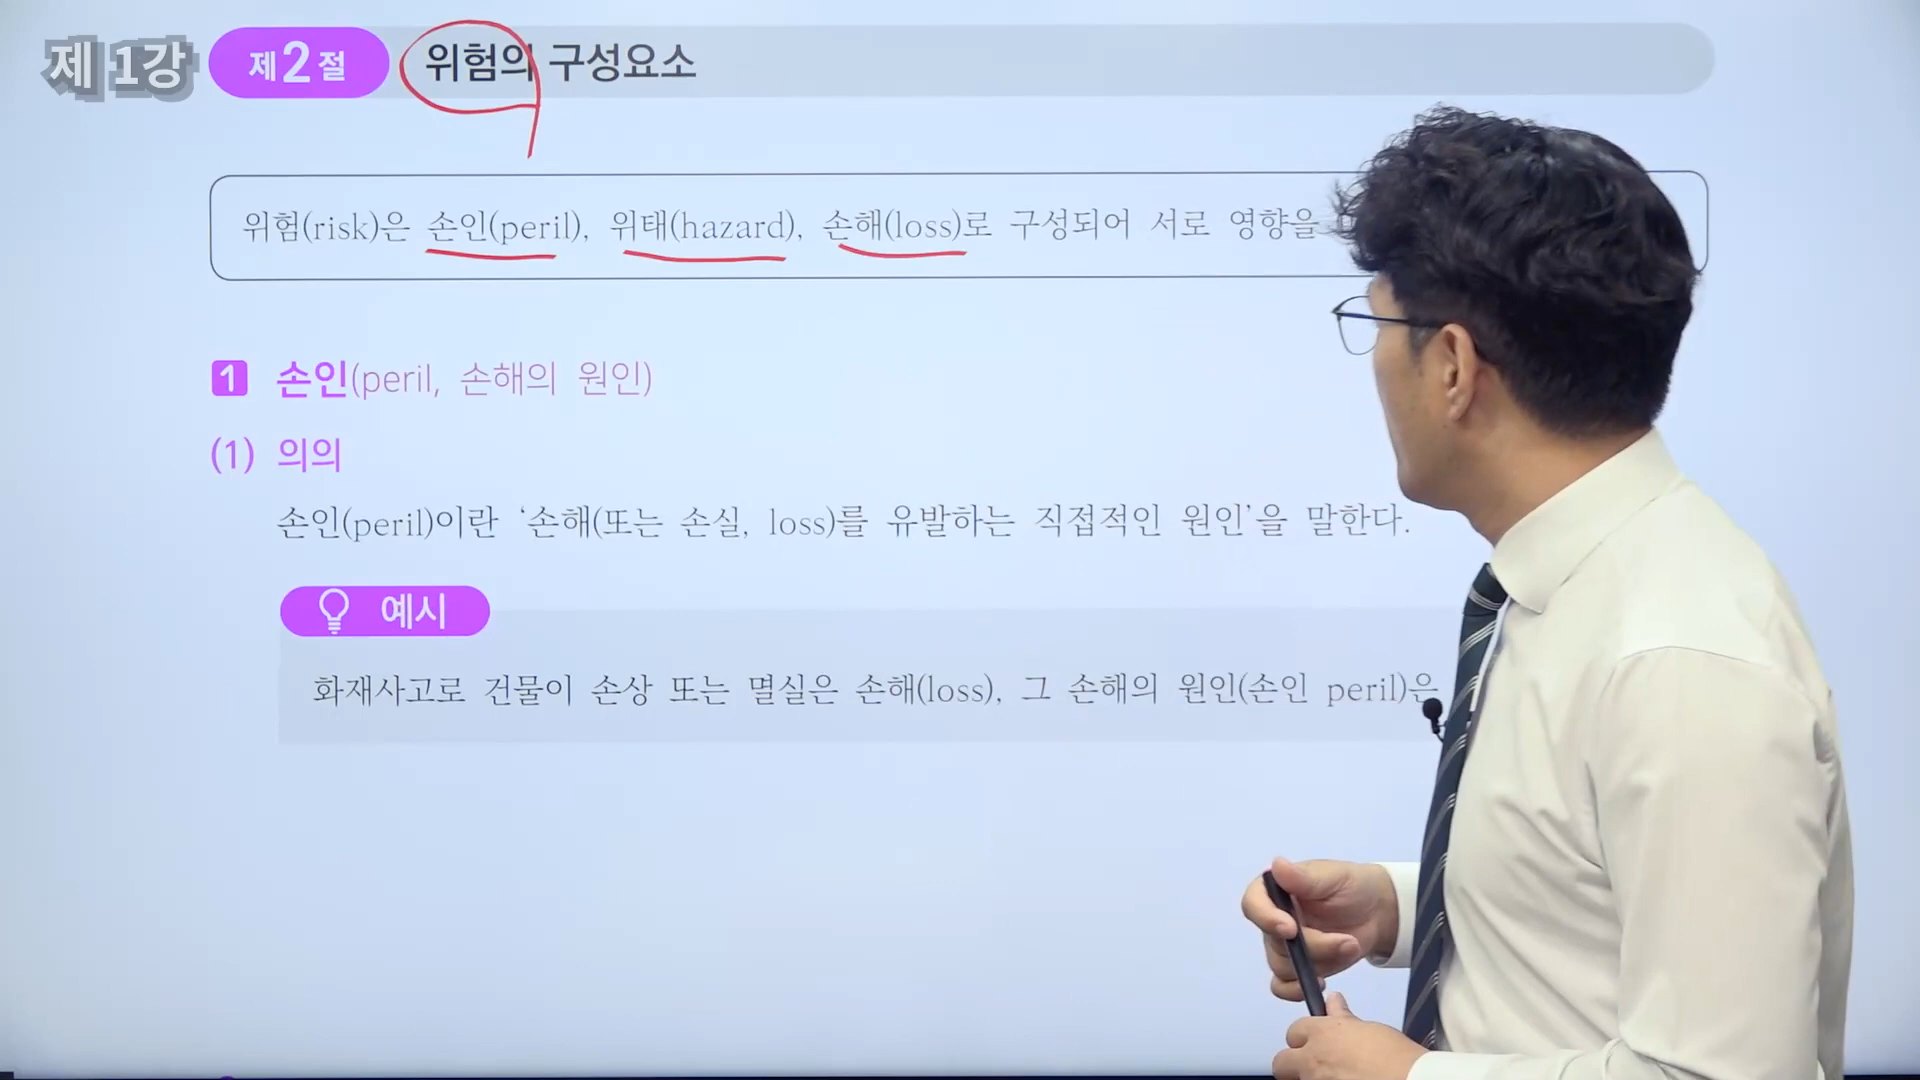 제 1강
제2절 위험의 구성요소
위험(risk)은 손인(peril), 위태(hazard), 손해(loss)로 구성되어 서로 영향을
1 손인(peril, 손해의 원인)
(1) 의의
손인(peril)이란 ‘손해(또는 손실, loss)를 유발하는 직접적인 원인’을 말한다.
예시
화재사고로 건물이 손상 또는 멸실은 손해(loss), 그 손해의 원인(손인 peril)은